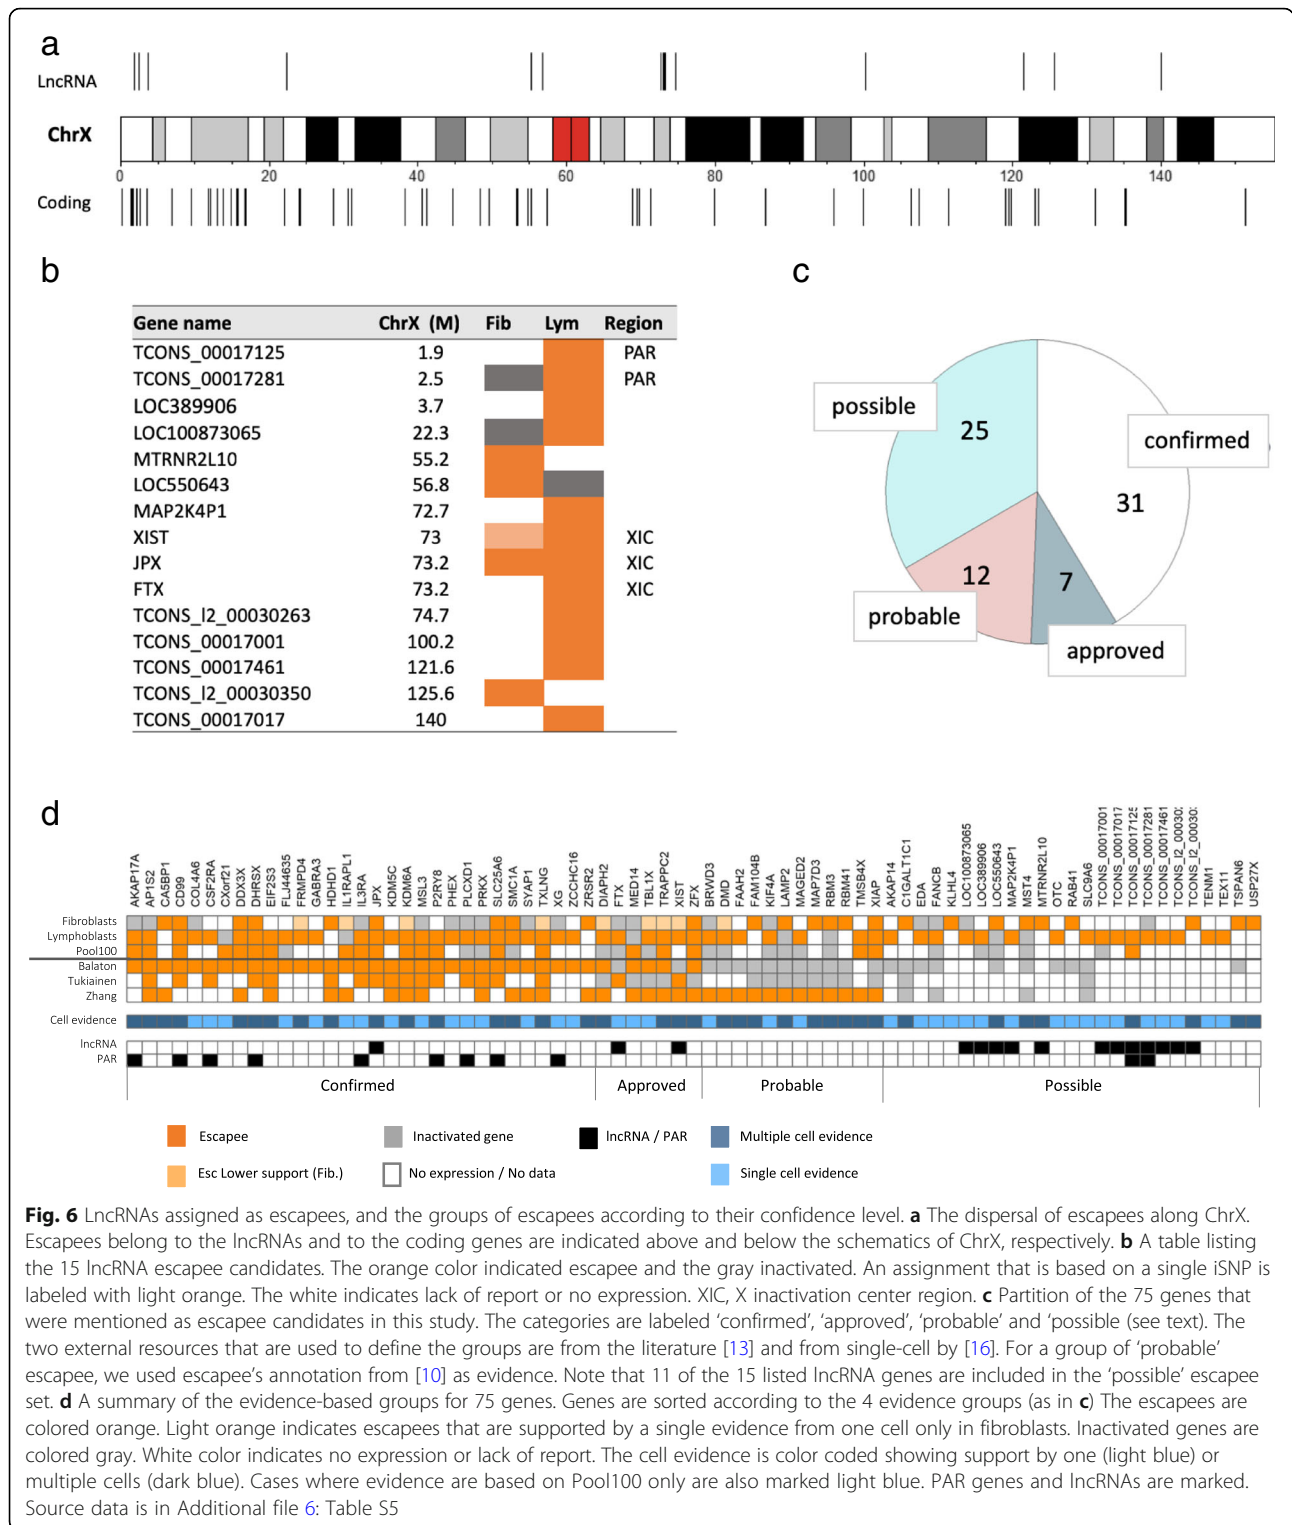 a
LncRNA
ChrX
0 20 40 60 80 100 120 140
Coding
b
Gene name ChrX (M) Fib Lym Region
TCONS_00017125 1.9 PAR
TCONS_00017281 2.5 PAR
LOC389906 3.7
LOC100873065 22.3
MTRNR2L10 55.2
LOC550643 56.8
MAP2K4P1 72.7
XIST 73 XIC
JPX 73.2 XIC
FTX 73.2 XIC
TCONS_l2_00030263 74.7
TCONS_00017001 100.2
TCONS_00017461 121.6
TCONS_l2_00030350 125.6
TCONS_00017017 140
c
possible
25
confirmed
31
12
7
probable
approved
d
AKAP17A
AP1S2
CA5BP1
CD99
COL4A6
CSF2RA
CXorf21
DDX3X
DHRSX
EIF2S3
FLJ44635
FRMPD4
GABRA3
HDHD1
IL1RAPL1
IL3RA
JPX
KDM5C
KDM6A
MSL3
P2RY8
PHEX
PLCXD1
PRKX
SLC25A6
SMC1A
SYAP1
TXLNG
XG
ZCCHC16
ZRSR2
DIAPH2
FTX
MED14
TBL1X
TRAPPC2
XIST
ZFX
BRWD3
DMD
FAAH2
FAM104B
KIF4A
LAMP2
MAGED2
MAP7D3
RBM3
RBM41
TMSB4X
XIAP
AKAP14
C1GALT1C1
EDA
FANCB
KLHL4
LOC100873065
LOC389906
LOC550643
MAP2K4P1
MST4
MTRNR2L10
OTC
RAB41
SLC9A6
TCONS_00017001
TCONS_00017017
TCONS_00017125
TCONS_00017281
TCONS_00017461
TCONS_l2_00030
TCONS_l2_00030
TENM1
TEX11
TSPAN6
USP27X
Fibroblasts
Lymphoblasts
Pool100
Balaton
Tukiainen
Zhang
Cell evidence
lncRNA
PAR
Confirmed Approved Probable Possible
Escapee Inactivated gene lncRNA / PAR Multiple cell evidence
Esc Lower support (Fib.) No expression / No data Single cell evidence
Fig. 6 LncRNAs assigned as escapees, and the groups of escapees according to their confidence level. a The dispersal of escapees along ChrX.
Escapees belong to the lncRNAs and to the coding genes are indicated above and below the schematics of ChrX, respectively. b A table listing
the 15 lncRNA escapee candidates. The orange color indicated escapee and the gray inactivated. An assignment that is based on a single iSNP is
labeled with light orange. The white indicates lack of report or no expression. XIC, X inactivation center region. c Partition of the 75 genes that
were mentioned as escapee candidates in this study. The categories are labeled ‘confirmed’, ‘approved’, ‘probable’ and ‘possible (see text). The
two external resources that are used to define the groups are from the literature [13] and from single-cell by [16]. For a group of ‘probable’
escapee, we used escapee’s annotation from [10] as evidence. Note that 11 of the 15 listed lncRNA genes are included in the ‘possible’ escapee
set. d A summary of the evidence-based groups for 75 genes. Genes are sorted according to the 4 evidence groups (as in c) The escapees are
colored orange. Light orange indicates escapees that are supported by a single evidence from one cell only in fibroblasts. Inactivated genes are
colored gray. White color indicates no expression or lack of report. The cell evidence is color coded showing support by one (light blue) or
multiple cells (dark blue). Cases where evidence are based on Pool100 only are also marked light blue. PAR genes and lncRNAs are marked.
Source data is in Additional file 6: Table S5